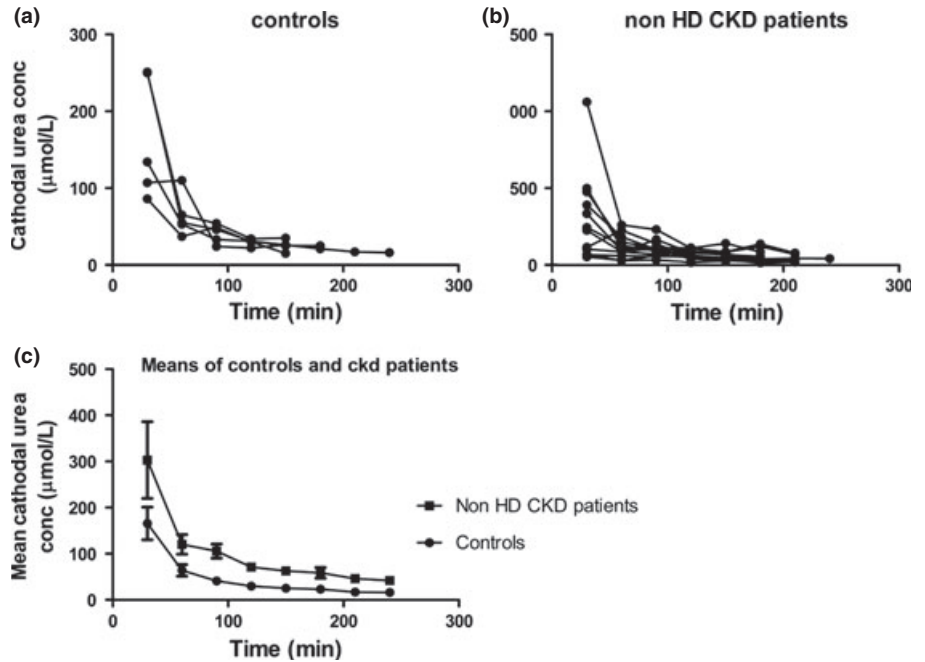 (a)
controls
300
200
100
0
0
100
200
300
Cathodal urea conc
(μmol/L)
Time (min)
(b)
non HD CKD patients
500
000
500
0
0
100
200
300
Time (min)
(c)
Means of controls and ckd patients
500
400
300
200
100
0
0
100
200
300
Mean cathodal urea
conc (μmol/L)
Time (min)
Non HD CKD patients
Controls